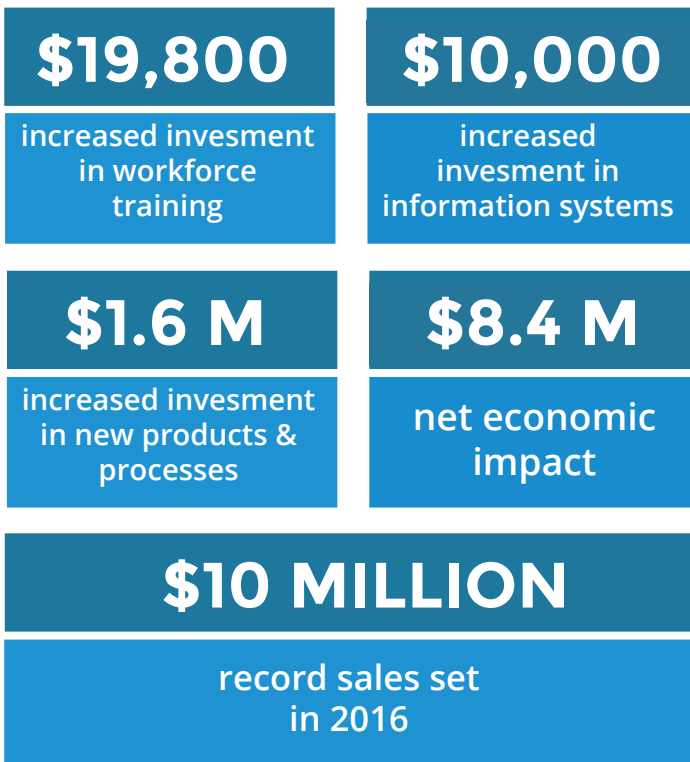 $19,800
increased invesment
in workforce
training
$10,000
increased
invesment in
information systems
$1.6 M
increased invesment
in new products &
processes
$8.4 M
net economic
impact
$10 MILLION
record sales set
in 2016